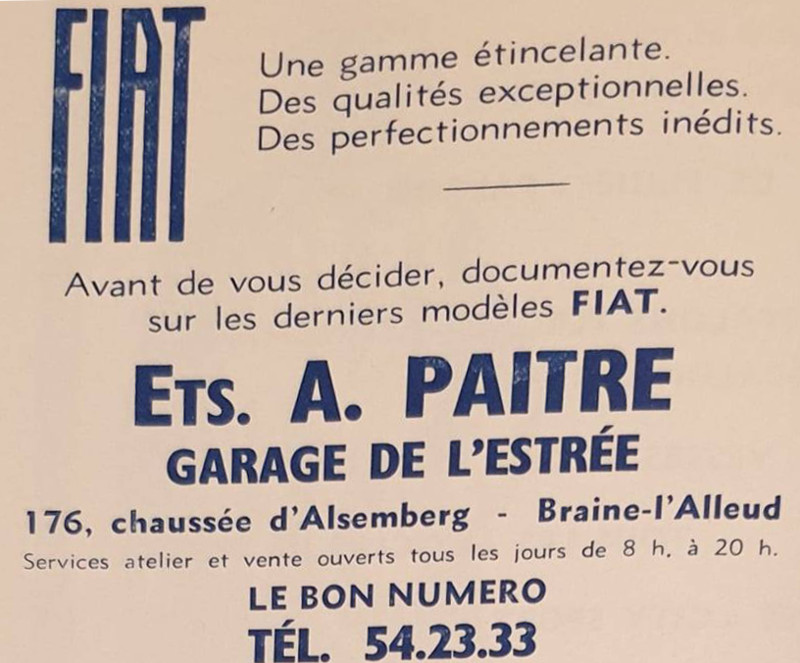 FIAT
Une gamme étincelante.
Des qualités exceptionnelles.
Des perfectionnements inédits.
Avant de vous décider, documentez-vous
sur les derniers modèles FIAT.
ETS. A. PAITRE
GARAGE DE L'ESTRÉE
176, chaussée d'Alsemberg - Braine-l'Alleud
Services atelier et vente ouverts tous les jours de 8 h. à 20 h.
LE BON NUMERO
TÉL. 54.23.33